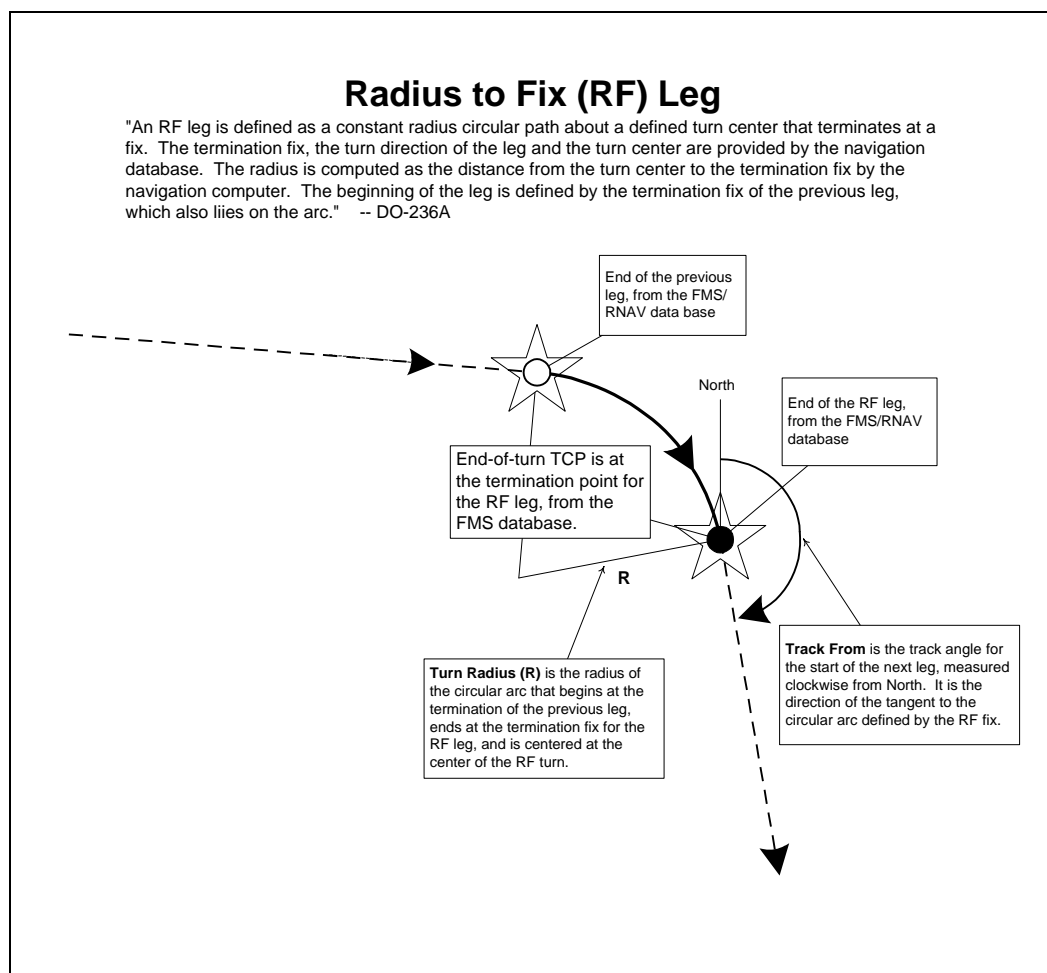 Radius to Fix (RF) Leg
"An RF leg is defined as a constant radius circular path about a defined turn center that terminates at a
fix.  The termination fix, the turn direction of the leg and the turn center are provided by the navigation
database.  The radius is computed as the distance from the turn center to the termination fix by the
navigation computer.  The beginning of the leg is defined by the termination fix of the previous leg,
which also liies on the arc."    -- DO-236A
End of the previous
leg, from the FMS/
RNAV data base
North
End of the RF leg,
from the FMS/RNAV
database
End-of-turn TCP is at
the termination point for
the RF leg, from the
FMS database.
R
Turn Radius (R) is the radius of
the circular arc that begins at the
termination of the previous leg,
ends at the termination fix for the
RF leg, and is centered at the
center of the RF turn.
Track From is the track angle for
the start of the next leg, measured
clockwise from North.  It is the
direction of the tangent to the
circular arc defined by the RF fix.